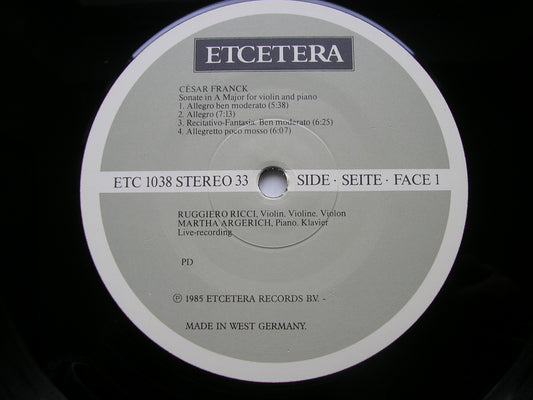 ETCETERA
CÉSAR FRANCK
Sonate in A Major for violin and piano
1. Allegro ben moderato (5:38)
2. Allegro (7:13)
3. Recitativo-Fantasia. Ben moderato (6:25)
4. Allegretto poco mosso (6:07)
ETC 1038 STEREO 33 SIDE · SEITE · FACE 1
RUGGIERO RICCI, Violin. Violine. Violon
MARTHA ARGERICH, Piano. Klavier
Live-recording
PD
Ⓟ 1985 ETCETERA RECORDS B.V. -
MADE IN WEST GERMANY.